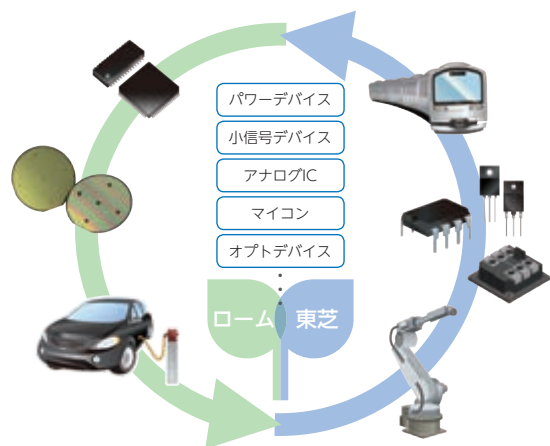 パワーデバイス
小信号デバイス
アナログIC
マイコン
オプトデバイス
ローム 東芝